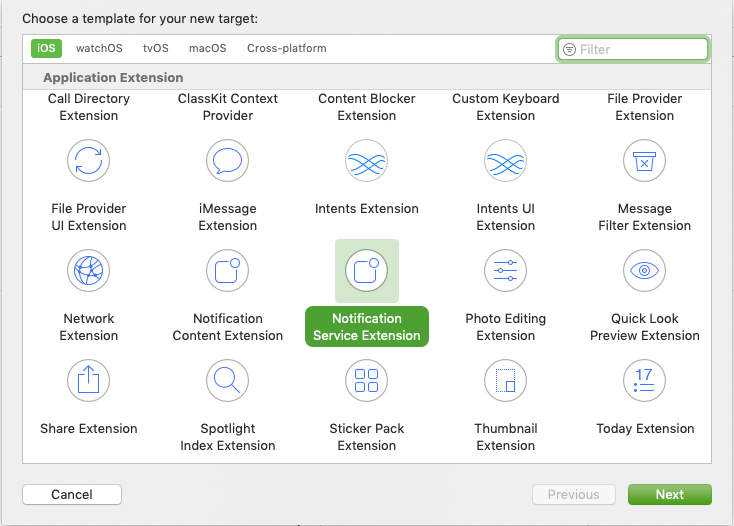 Choose a template for your new target:
iOS watchOS tvOS macOS Cross-platform Filter
Application Extension
Call Directory Extension
ClassKit Context Provider
Content Blocker Extension
Custom Keyboard Extension
File Provider Extension
File Provider UI Extension
iMessage Extension
Intents Extension
Intents UI Extension
Message Filter Extension
Network Extension
Notification Content Extension
Notification Service Extension
Photo Editing Extension
Quick Look Preview Extension
17
Share Extension
Spotlight Index Extension
Sticker Pack Extension
Thumbnail Extension
Today Extension
Cancel Previous Next